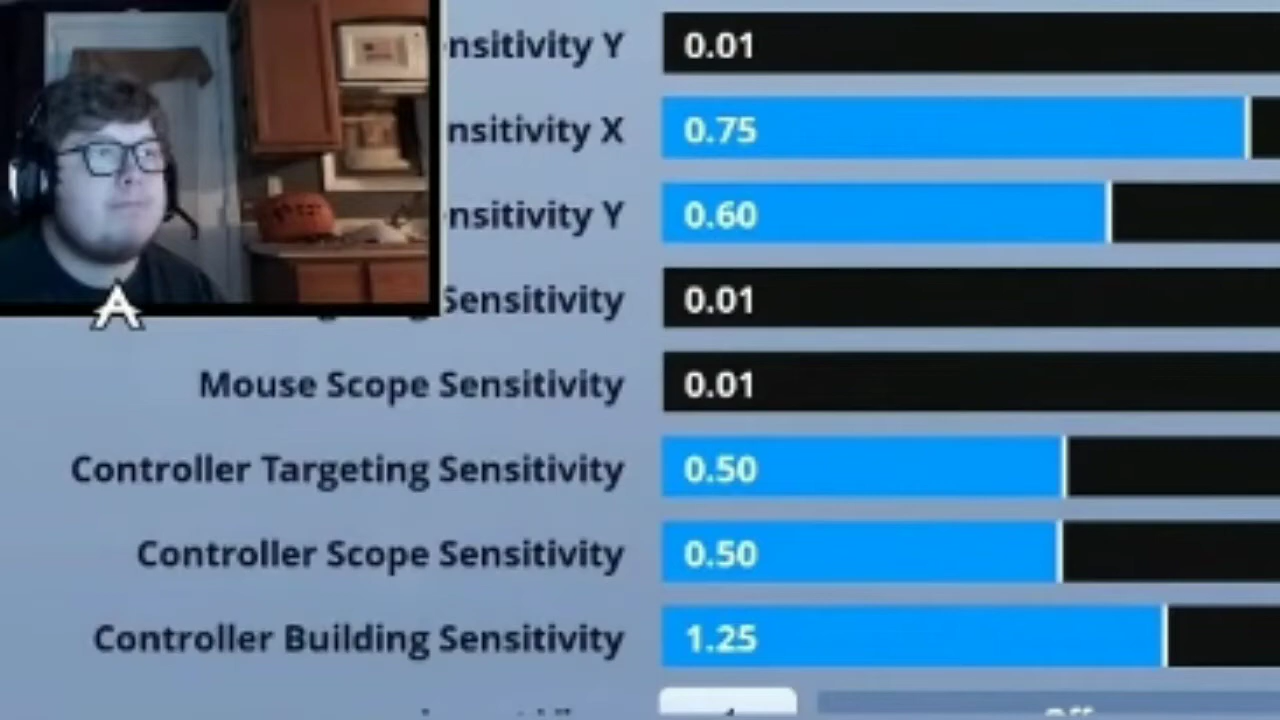 nsitivity Y 0.01
nsitivity X 0.75
nsitivity Y 0.60
Sensitivity 0.01
Mouse Scope Sensitivity 0.01
Controller Targeting Sensitivity 0.50
Controller Scope Sensitivity 0.50
Controller Building Sensitivity 1.25